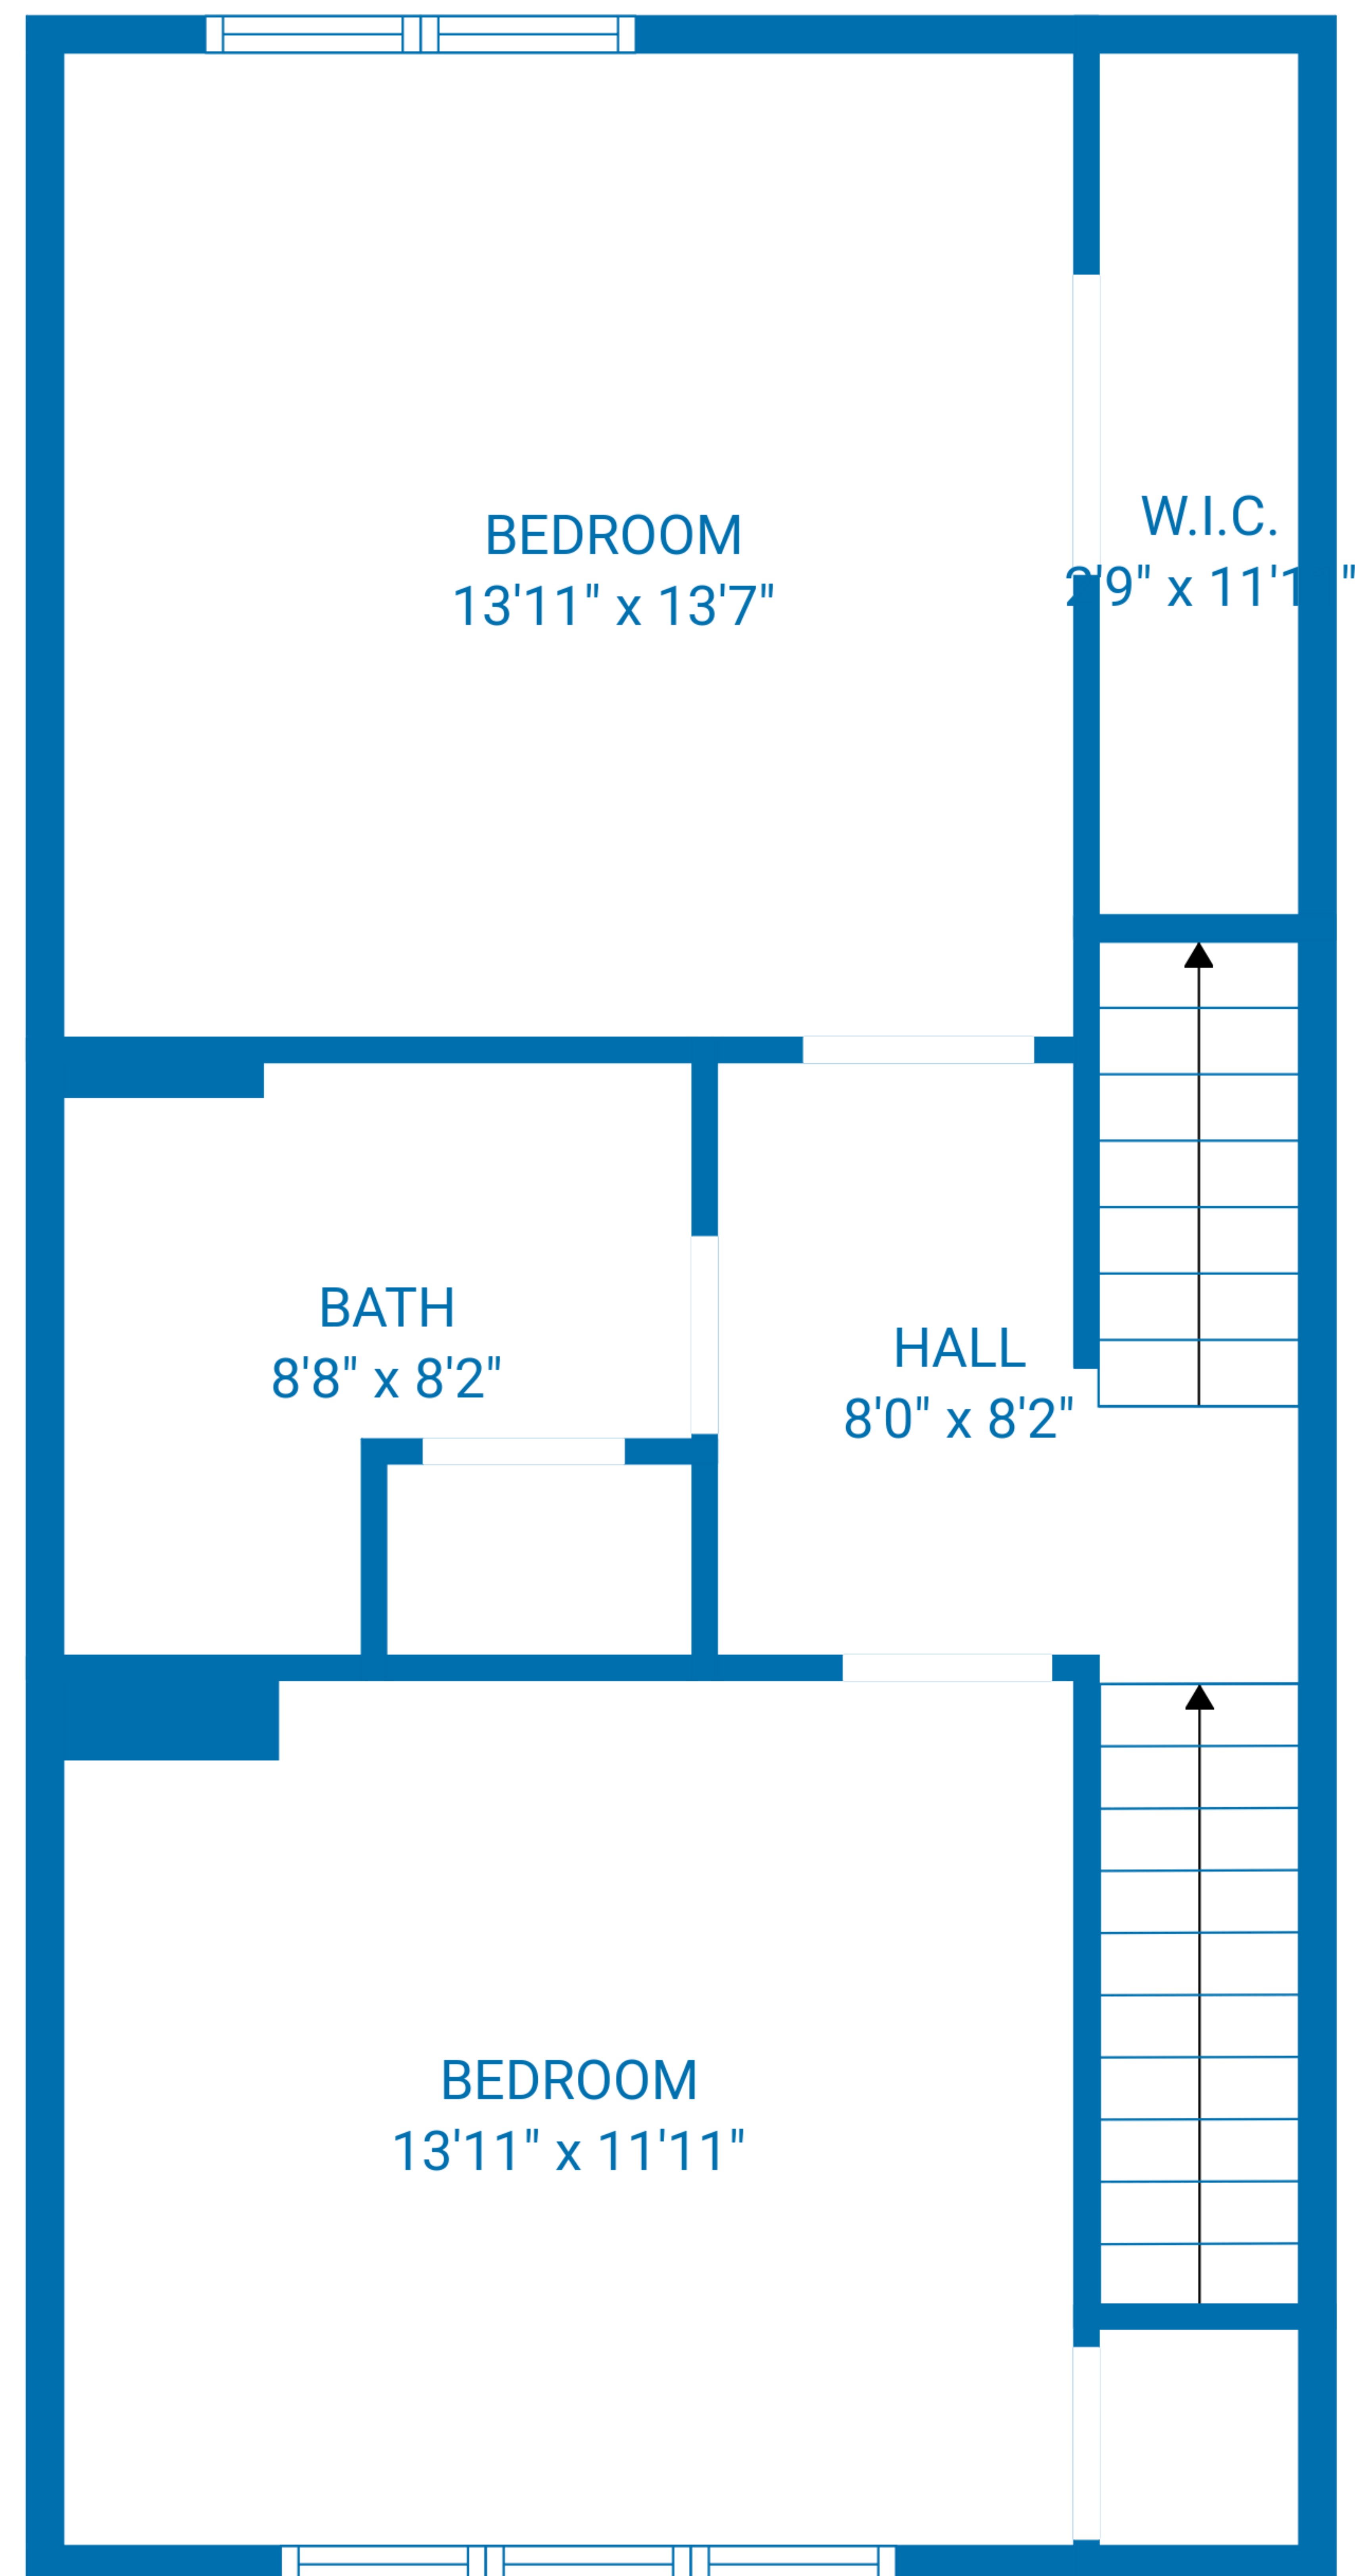 BEDROOM
13'11" x 13'7"
W.I.C.
x
BATH
8'8" x 8'2"
HALL
8'0" x 8'2"
BEDROOM
13'11" x 11'11"